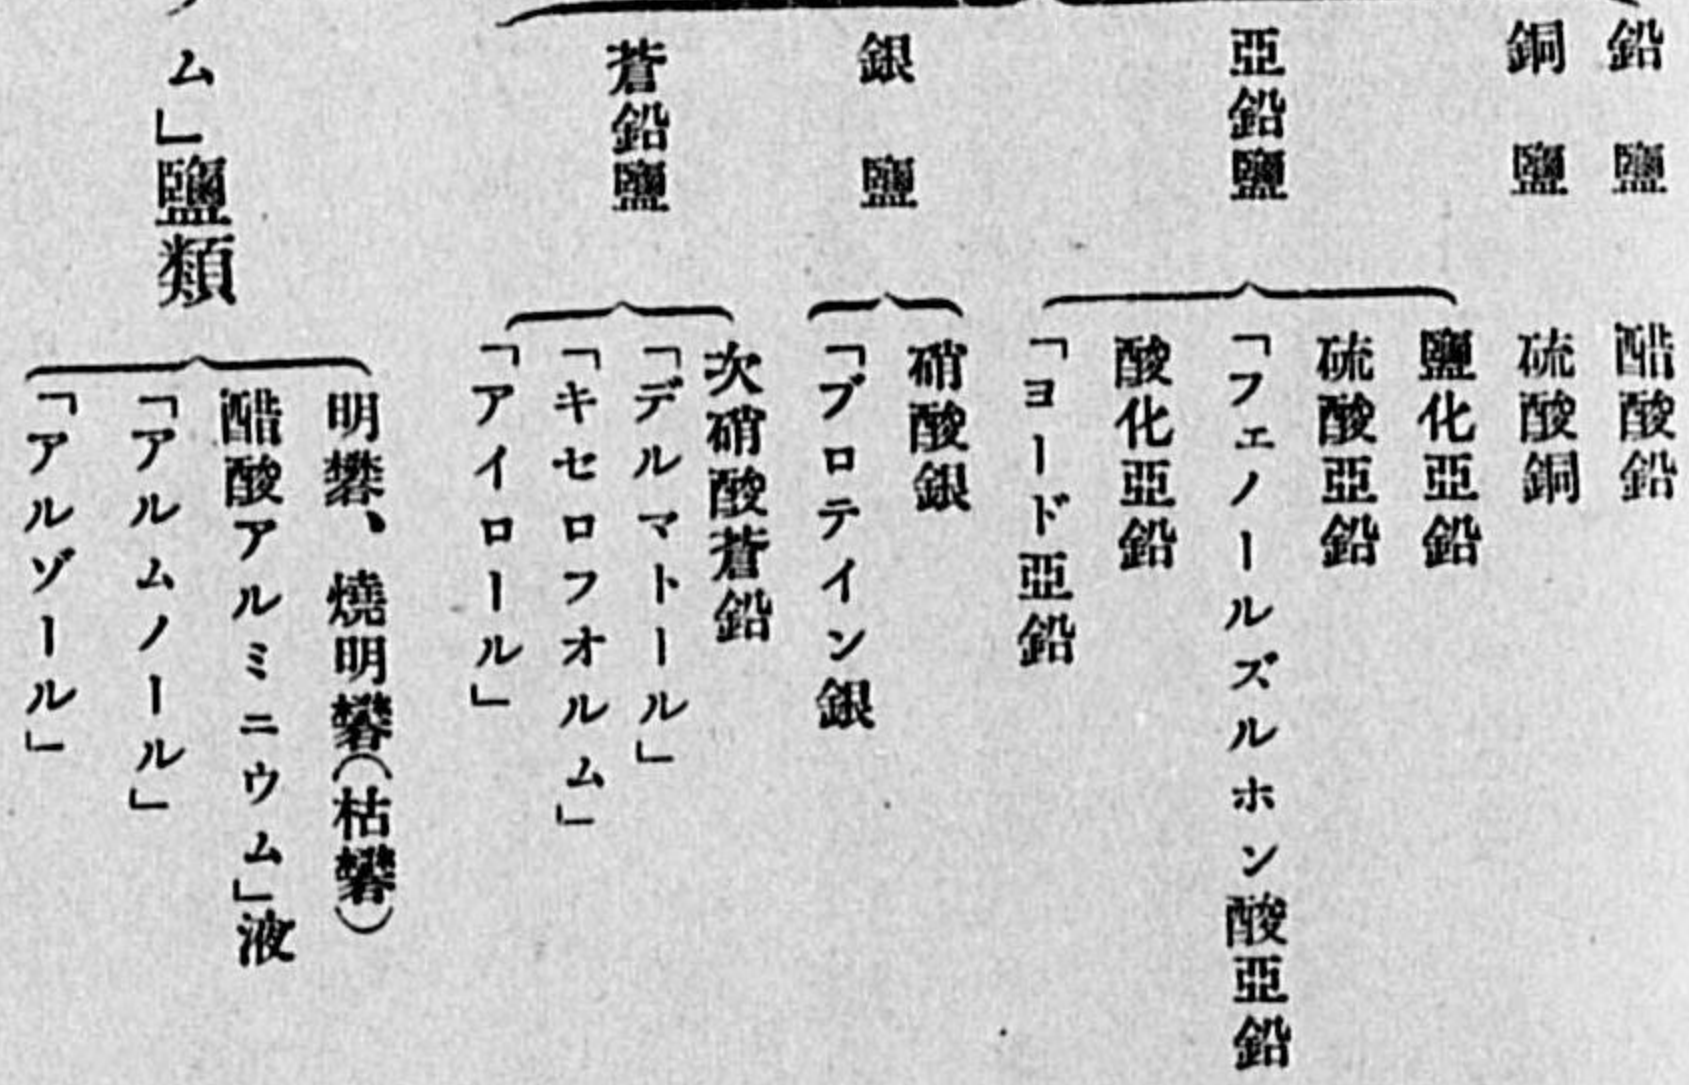 鉛鹽
醋酸鉛
銅鹽
硫酸銅
亞鉛鹽
鹽化亞鉛
硫酸亞鉛
「フェノールズルホン酸亞鉛
酸化亞鉛
「ヨード亞鉛
銀鹽
硝酸銀
「プロテイン銀
蒼鉛鹽
次硝酸蒼鉛
「デルマトール」
「キセロフオルム」
「アイロール」
ム」鹽類
明礬、燒明礬(枯礬)
醋酸アルミニウム」液
「アルムノール」
「アルゾール」